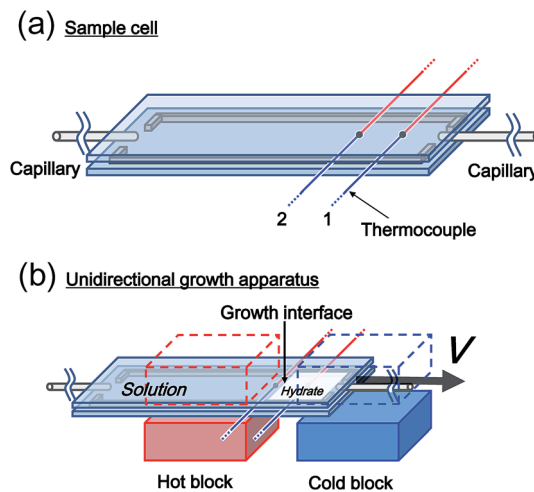 (a) Sample cell
Capillary
Capillary
2 1
Thermocouple
(b) Unidirectional growth apparatus
Growth interface
V
Solution
Hydrate
Hot block
Cold block